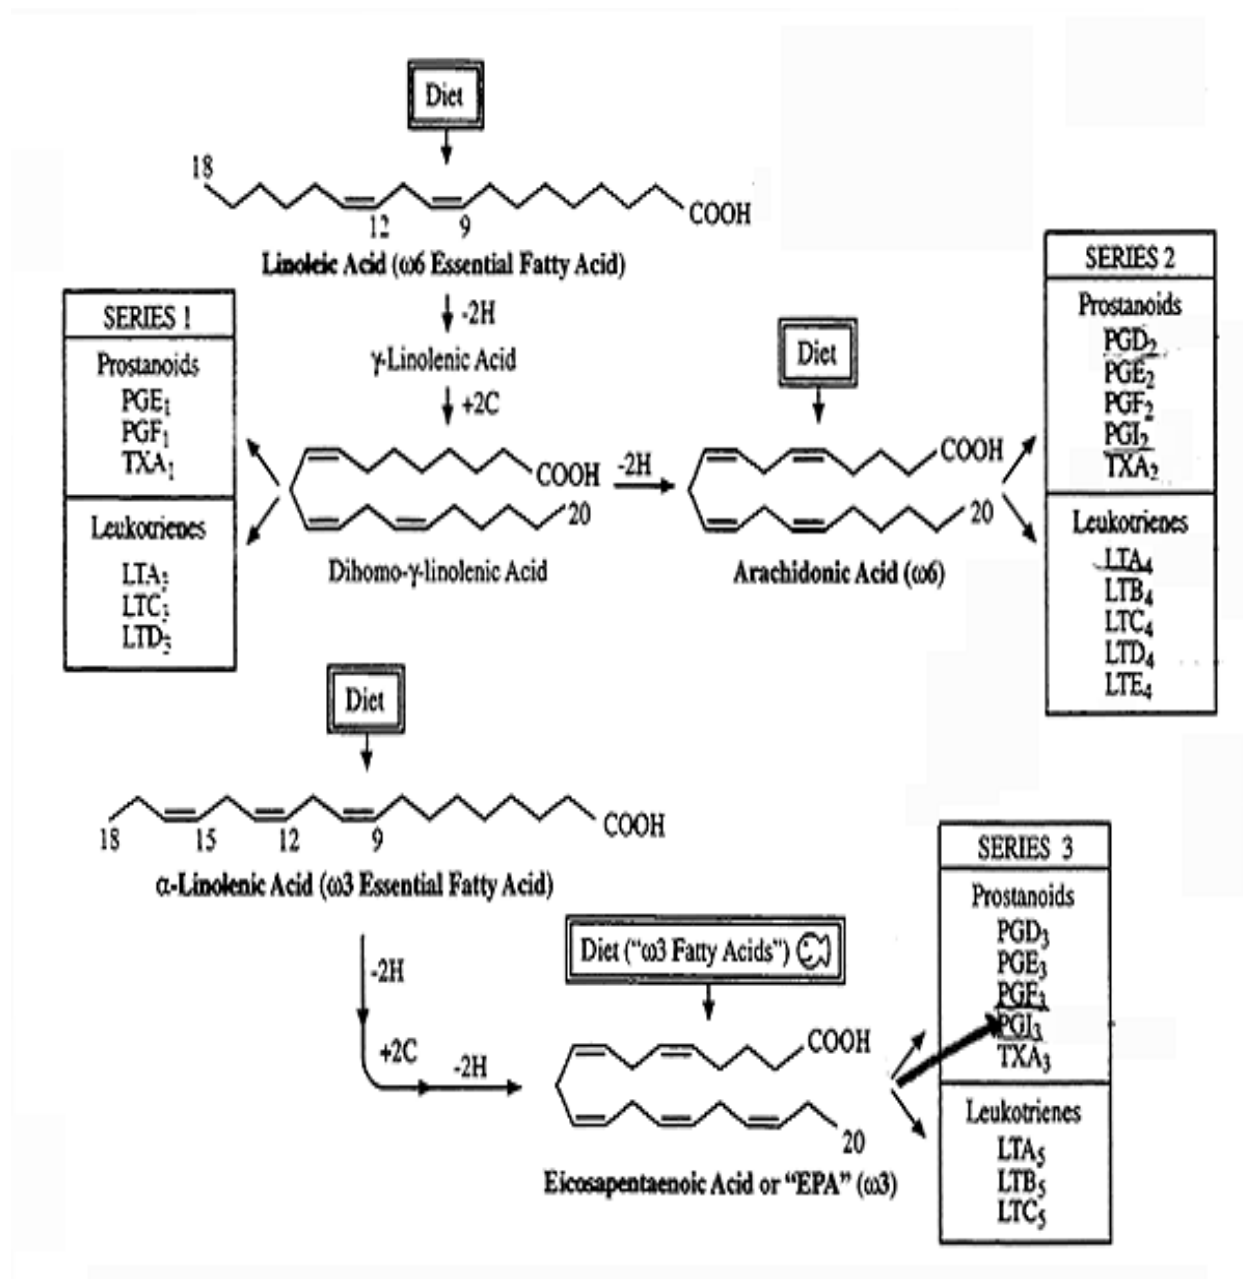 Diet
18
COOH
12 9
Linoleic Acid (ω6 Essential Fatty Acid)
-2H
γ-Linolenic Acid
+2C
COOH
20
Dihomo-γ-linolenic Acid
-2H
Diet
COOH
20
Arachidonic Acid (ω6)
SERIES 1
Prostanoids
PGE₁
PGF₁
TXA₁
Leukotrienes
LTA₃
LTC₃
LTD₃
SERIES 2
Prostanoids
PGD₂
PGE₂
PGF₂
PGI₂
TXA₂
Leukotrienes
LTA₄
LTB₄
LTC₄
LTD₄
LTE₄
Diet
COOH
18 15 12 9
α-Linolenic Acid (ω3 Essential Fatty Acid)
-2H
+2C
-2H
Diet ("ω3 Fatty Acids")
COOH
20
Eicosapentaenoic Acid or "EPA" (ω3)
SERIES 3
Prostanoids
PGD₃
PGE₃
PGF₃
PGI₃
TXA₃
Leukotrienes
LTA₅
LTB₅
LTC₅